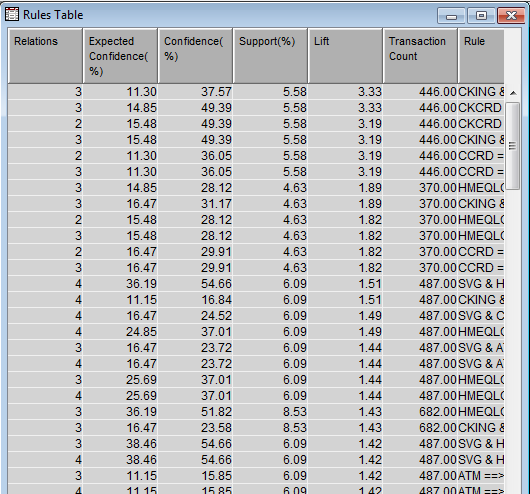 Rules Table
Relations Expected Confidence( %) Confidence( %) Support(%) Lift Transaction Count Rule
3 11.30 37.57 5.58 3.33 446.00 CKING &
3 14.85 49.39 5.58 3.33 446.00 CKCRD
2 15.48 49.39 5.58 3.19 446.00 CKCRD
3 15.48 49.39 5.58 3.19 446.00 CKING &
2 11.30 36.05 5.58 3.19 446.00 CCRD =
3 11.30 36.05 5.58 3.19 446.00 CCRD =
3 14.85 28.12 4.63 1.89 370.00 HMEQLC
3 16.47 31.17 4.63 1.89 370.00 CKING &
2 15.48 28.12 4.63 1.82 370.00 HMEQLC
3 15.48 28.12 4.63 1.82 370.00 HMEQLC
2 16.47 29.91 4.63 1.82 370.00 CCRD =
3 16.47 29.91 4.63 1.82 370.00 CCRD =
4 36.19 54.66 6.09 1.51 487.00 SVG & H
4 11.15 16.84 6.09 1.51 487.00 CKING &
4 16.47 24.52 6.09 1.49 487.00 SVG & C
4 24.85 37.01 6.09 1.49 487.00 HMEQLC
3 16.47 23.72 6.09 1.44 487.00 SVG & A
4 16.47 23.72 6.09 1.44 487.00 SVG & A
3 25.69 37.01 6.09 1.44 487.00 HMEQLC
4 25.69 37.01 6.09 1.44 487.00 HMEQLC
3 36.19 51.82 8.53 1.43 682.00 HMEQLC
3 16.47 23.58 8.53 1.43 682.00 CKING &
3 38.46 54.66 6.09 1.42 487.00 SVG & H
4 38.46 54.66 6.09 1.42 487.00 SVG & H
3 11.15 15.85 6.09 1.42 487.00 ATM ==>
4 11.15 15.85 6.09 1.42 487.00 ATM ==>